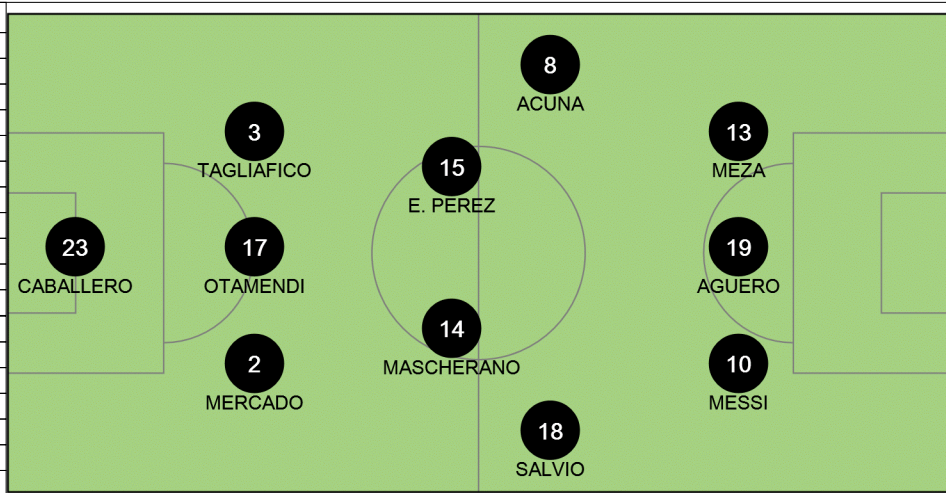 8
ACUNA
3
TAGLIAFICO
13
MEZA
15
E. PEREZ
23
CABALLERO
17
OTAMENDI
19
AGUERO
14
MASCHERANO
2
MERCADO
10
MESSI
18
SALVIO